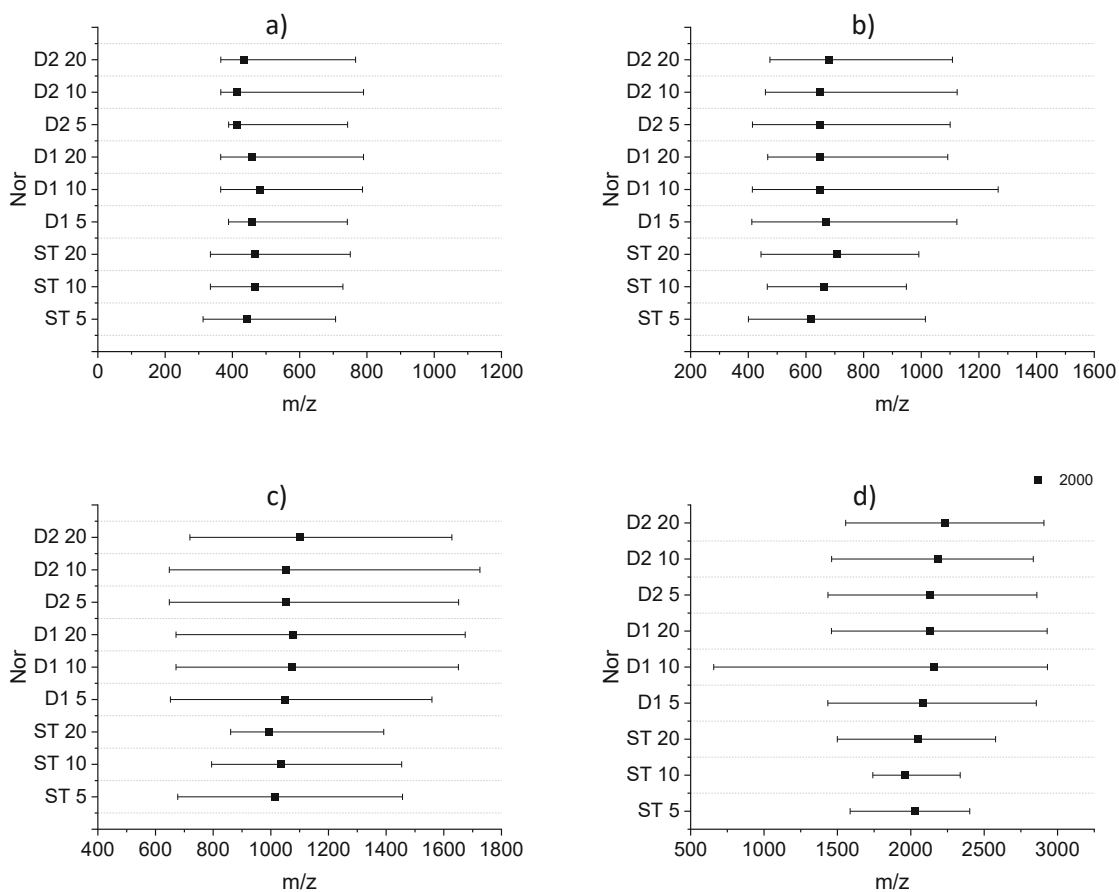 a)
D2 20
D2 10
D2 5
D1 20
D1 10
D1 5
ST 20
ST 10
ST 5
Nor
0 200 400 600 800 1000 1200
m/z
b)
D2 20
D2 10
D2 5
D1 20
D1 10
D1 5
ST 20
ST 10
ST 5
Nor
200 400 600 800 1000 1200 1400 1600
m/z
c)
D2 20
D2 10
D2 5
D1 20
D1 10
D1 5
ST 20
ST 10
ST 5
Nor
400 600 800 1000 1200 1400 1600 1800
m/z
2000
d)
D2 20
D2 10
D2 5
D1 20
D1 10
D1 5
ST 20
ST 10
ST 5
Nor
500 1000 1500 2000 2500 3000
m/z